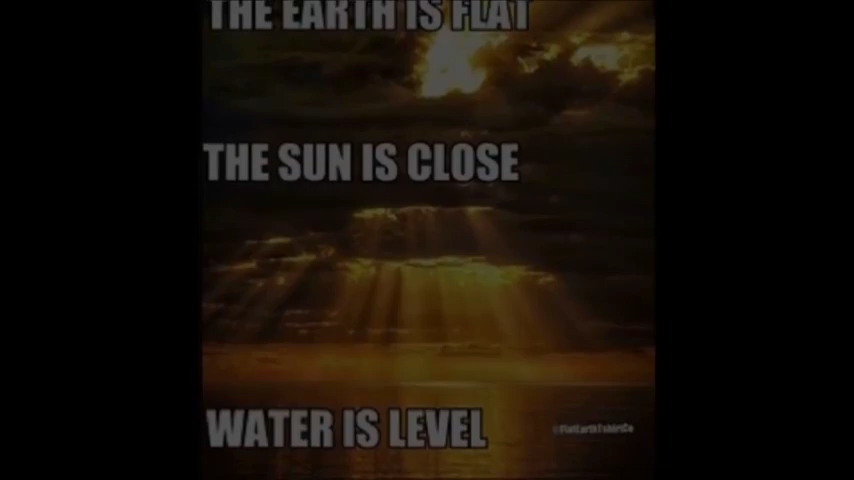 THE EARTH IS FLAT
THE SUN IS CLOSE
WATER IS LEVEL